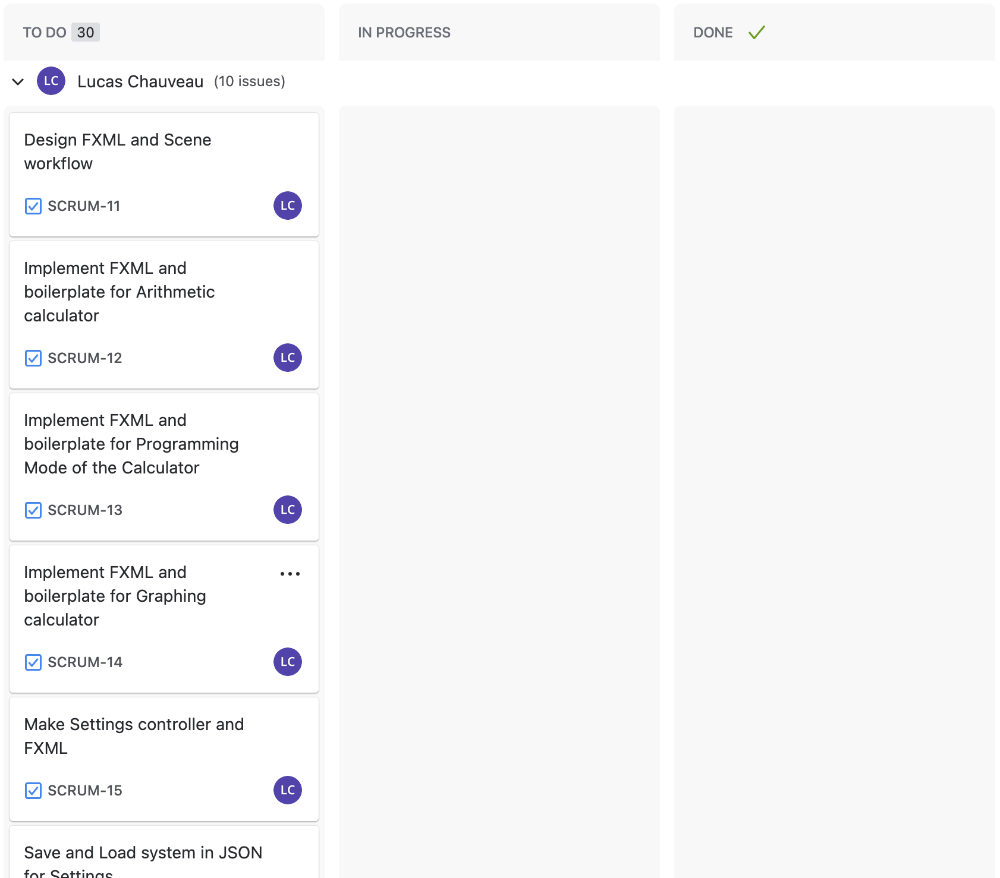 TO DO 30
IN PROGRESS
DONE
LC Lucas Chauveau (10 issues)
Design FXML and Scene
workflow
SCRUM-11 LC
Implement FXML and
boilerplate for Arithmetic
calculator
SCRUM-12 LC
Implement FXML and
boilerplate for Programming
Mode of the Calculator
SCRUM-13 LC
Implement FXML and
boilerplate for Graphing
calculator
SCRUM-14 LC
Make Settings controller and
FXML
SCRUM-15 LC
Save and Load system in JSON
for Settings